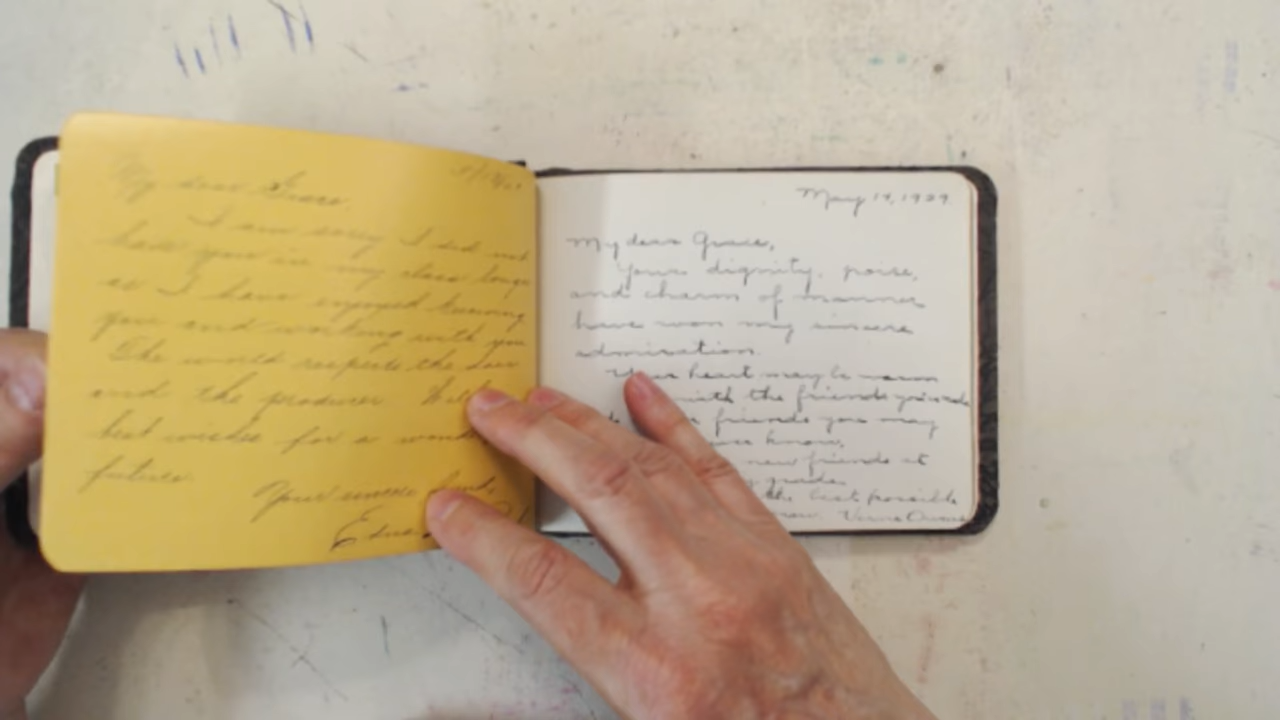 My dear Grace.
I am sorry I did not
have you in my class longer
as I have enjoyed knowing
you and working with you
The world respects the doer
and the producer
best wishes for a
future.
Your sincere friend,
May 14, 1929
My dear Grace,
Your dignity, poise,
and charm of manner
have won my sincere
admiration.
heart may be warm
with the friends you
friends you may
know,
new friends at
grade
the best possible
Verna